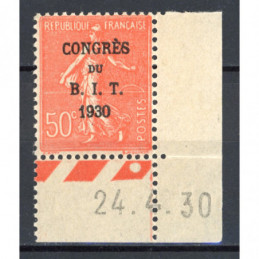 REPUBLIQUE FRANÇAISE
CONGRÈS
DU
B. I. T.
1930
50c
POSTES
24.4.30